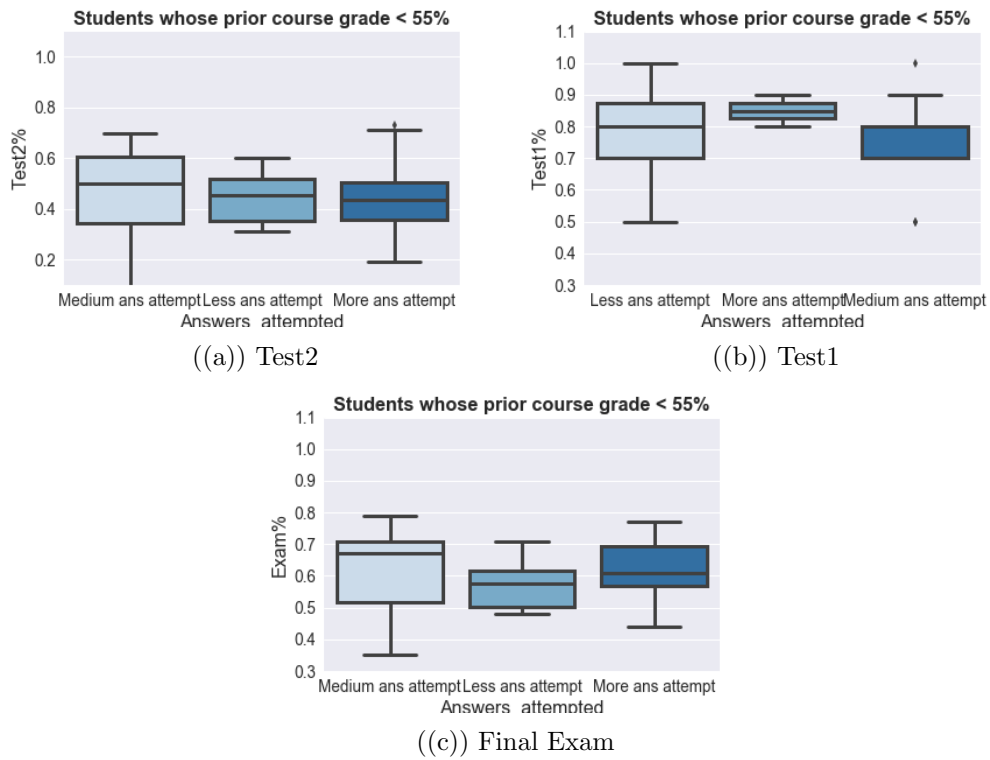 Students whose prior course grade < 55%
1.0
0.8
0.6
0.4
0.2
Test2%
Medium ans attempt Less ans attempt More ans attempt
Answers attempted
((a)) Test2
Students whose prior course grade < 55%
1.1
1.0
0.9
0.8
0.7
0.6
0.5
0.4
0.3
Test1%
Less ans attempt More ans attempt Medium ans attempt
Answers attempted
((b)) Test1
Students whose prior course grade < 55%
1.1
1.0
0.9
0.8
0.7
0.6
0.5
0.4
0.3
Exam%
Medium ans attempt Less ans attempt More ans attempt
Answers attempted
((c)) Final Exam